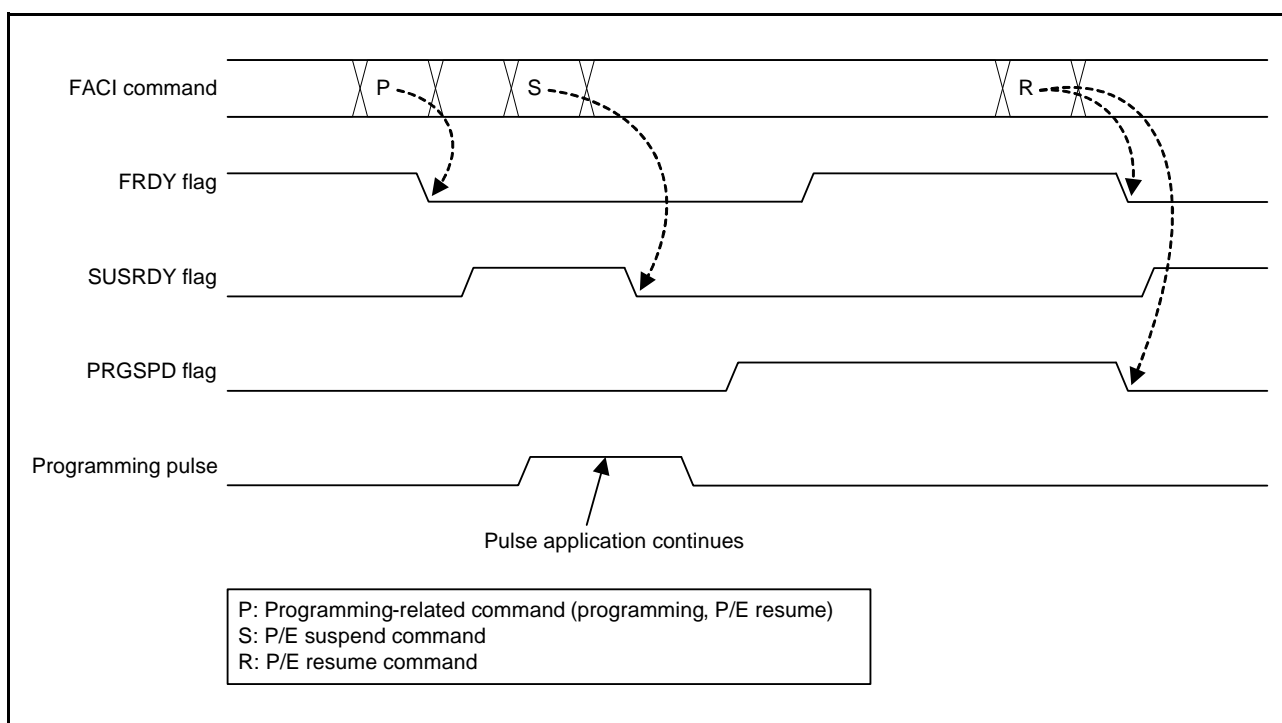 FACI command
P
S
R
FRDY flag
SUSRDY flag
PRGSPD flag
Programming pulse
Pulse application continues
P: Programming-related command (programming, P/E resume)
S: P/E suspend command
R: P/E resume command